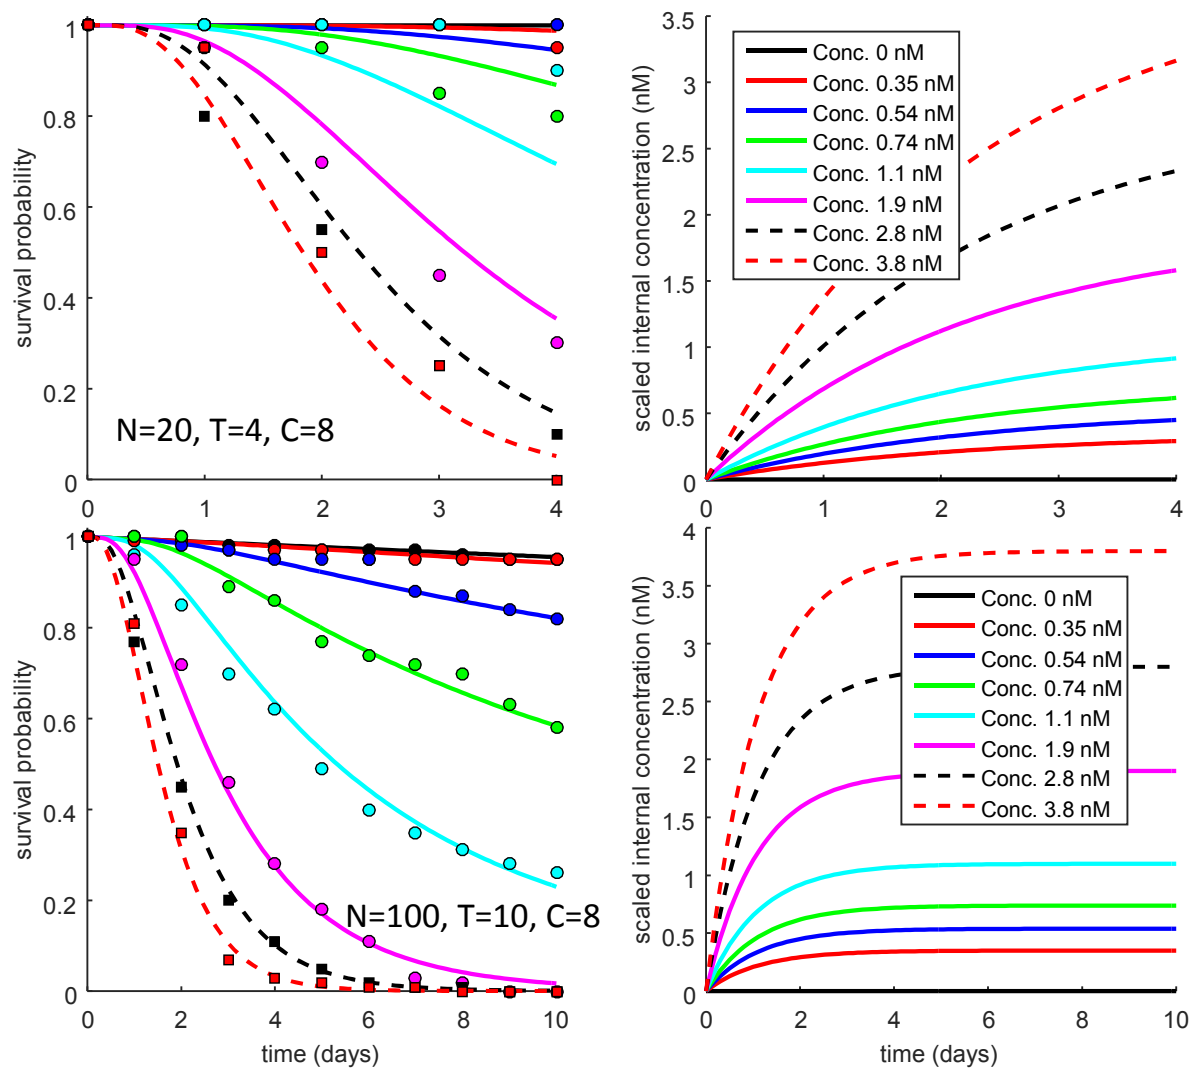 survival probability
1
0.8
0.6
0.4
0.2
0
0
1
2
3
4
N=20, T=4, C=8
scaled internal concentration (nM)
3.5
3
2.5
2
1.5
1
0.5
0
0
1
2
3
4
Conc. 0 nM
Conc. 0.35 nM
Conc. 0.54 nM
Conc. 0.74 nM
Conc. 1.1 nM
Conc. 1.9 nM
Conc. 2.8 nM
Conc. 3.8 nM
survival probability
1
0.8
0.6
0.4
0.2
0
0
2
4
6
8
10
N=100, T=10, C=8
time (days)
scaled internal concentration (nM)
4
3.5
3
2.5
2
1.5
1
0.5
0
0
2
4
6
8
10
Conc. 0 nM
Conc. 0.35 nM
Conc. 0.54 nM
Conc. 0.74 nM
Conc. 1.1 nM
Conc. 1.9 nM
Conc. 2.8 nM
Conc. 3.8 nM
time (days)